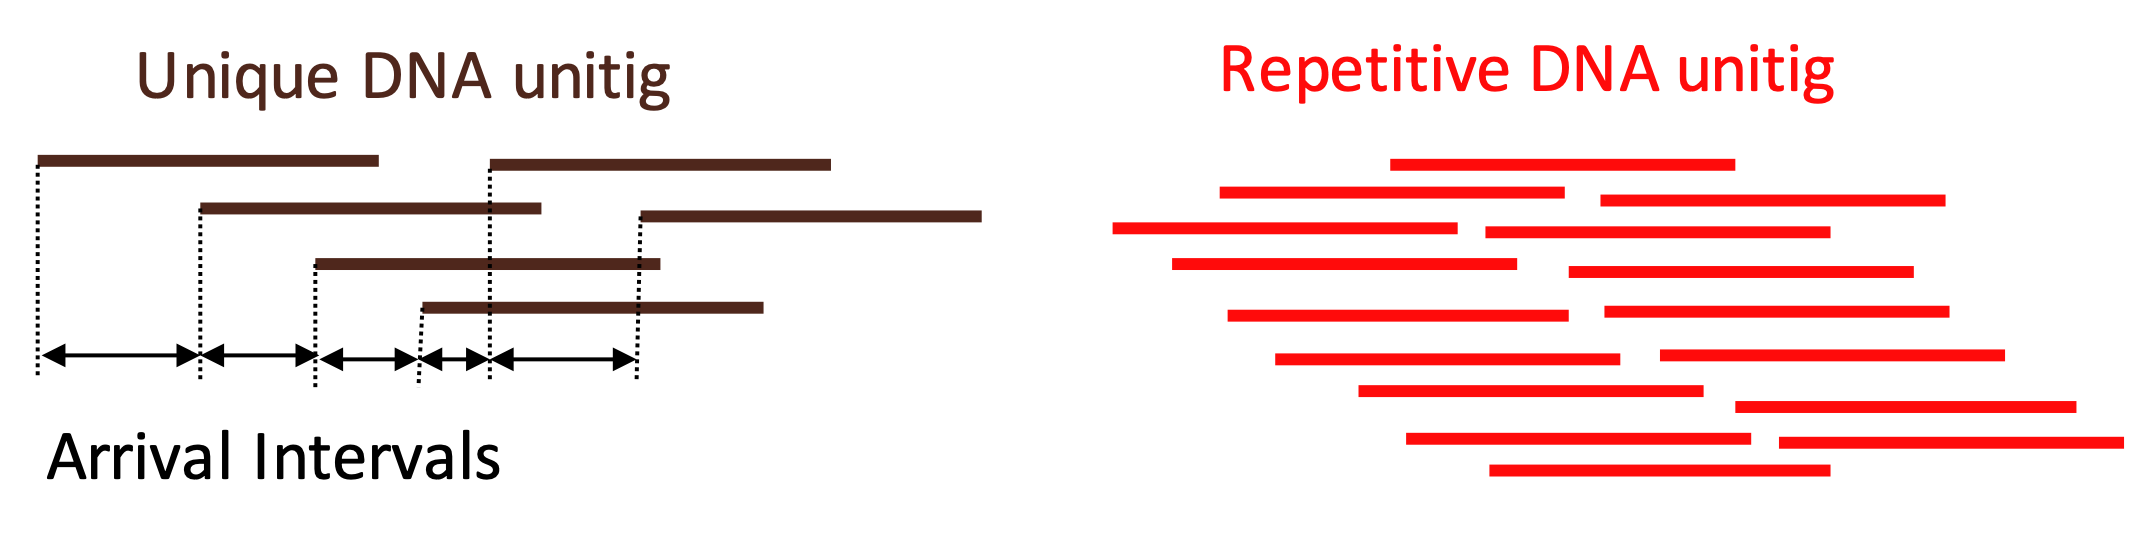 Unique DNA unitig
Repetitive DNA unitig
Arrival Intervals